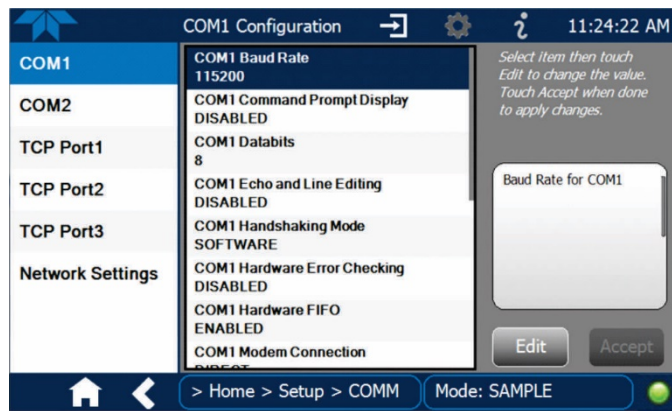 COM1 Configuration
11:24:22 AM
COM1
COM2
TCP Port1
TCP Port2
TCP Port3
Network Settings
COM1 Baud Rate
115200
COM1 Command Prompt Display
DISABLED
COM1 Databits
8
COM1 Echo and Line Editing
DISABLED
COM1 Handshaking Mode
SOFTWARE
COM1 Hardware Error Checking
DISABLED
COM1 Hardware FIFO
ENABLED
COM1 Modem Connection
Select item then touch
Edit to change the value.
Touch Accept when done
to apply changes.
Baud Rate for COM1
Edit
Accept
> Home > Setup > COMM
Mode: SAMPLE